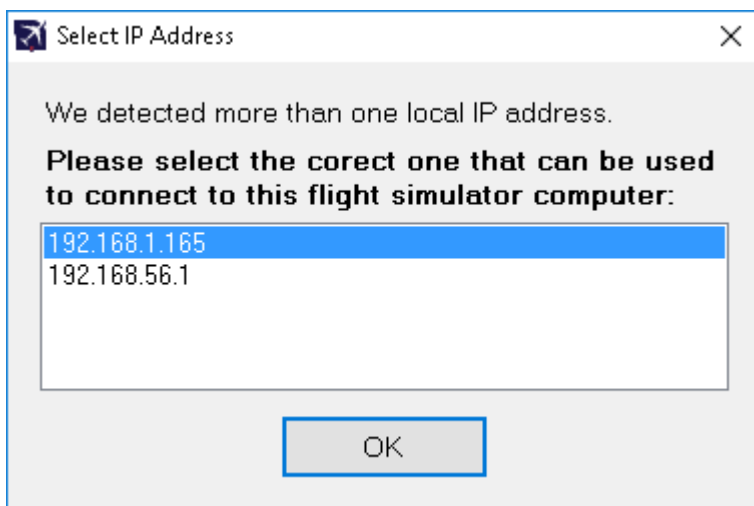 Select IP Address
We detected more than one local IP address.
Please select the corect one that can be used
to connect to this flight simulator computer:
192.168.1.165
192.168.56.1
OK